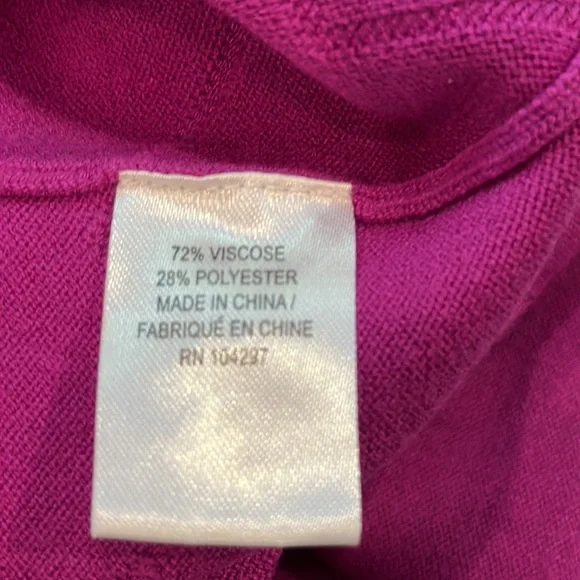 72% VISCOSE
28% POLYESTER
MADE IN CHINA /
FABRIQUÉ EN CHINE
RN 104297